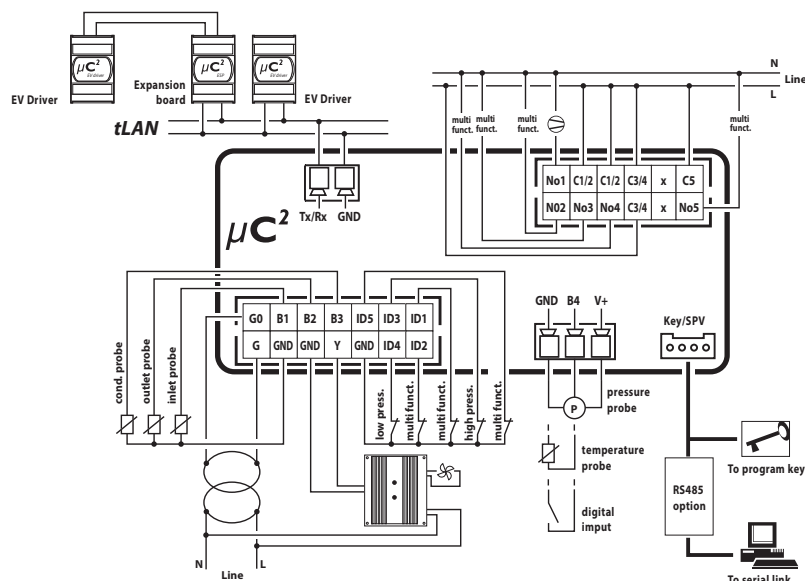 µC2
EV driver
µC2
EXP
µC2
EV driver
EV Driver
Expansion
board
EV Driver
tLAN
N
Line
L
multi
funct.
multi
funct.
multi
funct.
multi
funct.
No1 C1/2 C1/2 C3/4 x C5
N02 No3 No4 C3/4 x No5
Tx/Rx GND
µC2
G0 B1 B2 B3 ID5 ID3 ID1
G GND GND Y GND ID4 ID2
GND B4 V+
Key/SPV
cond. probe
outlet probe
inlet probe
low press.
multi funct.
multi funct.
high press.
multi funct.
P
pressure
probe
temperature
probe
digital
imput
To program key
RS485
option
N L
Line
To serial link